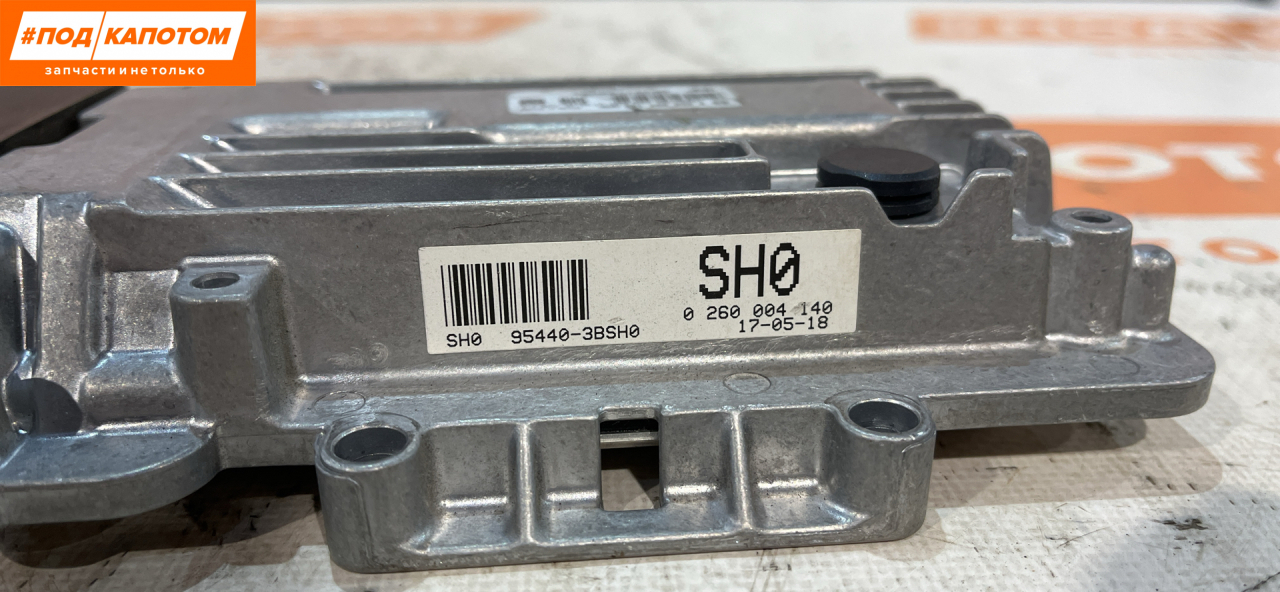 #ПОД/КАПОТОМ
запчасти и не только
SH0
SH0 95440-3BSH0
0 260 004 140
17-05-18